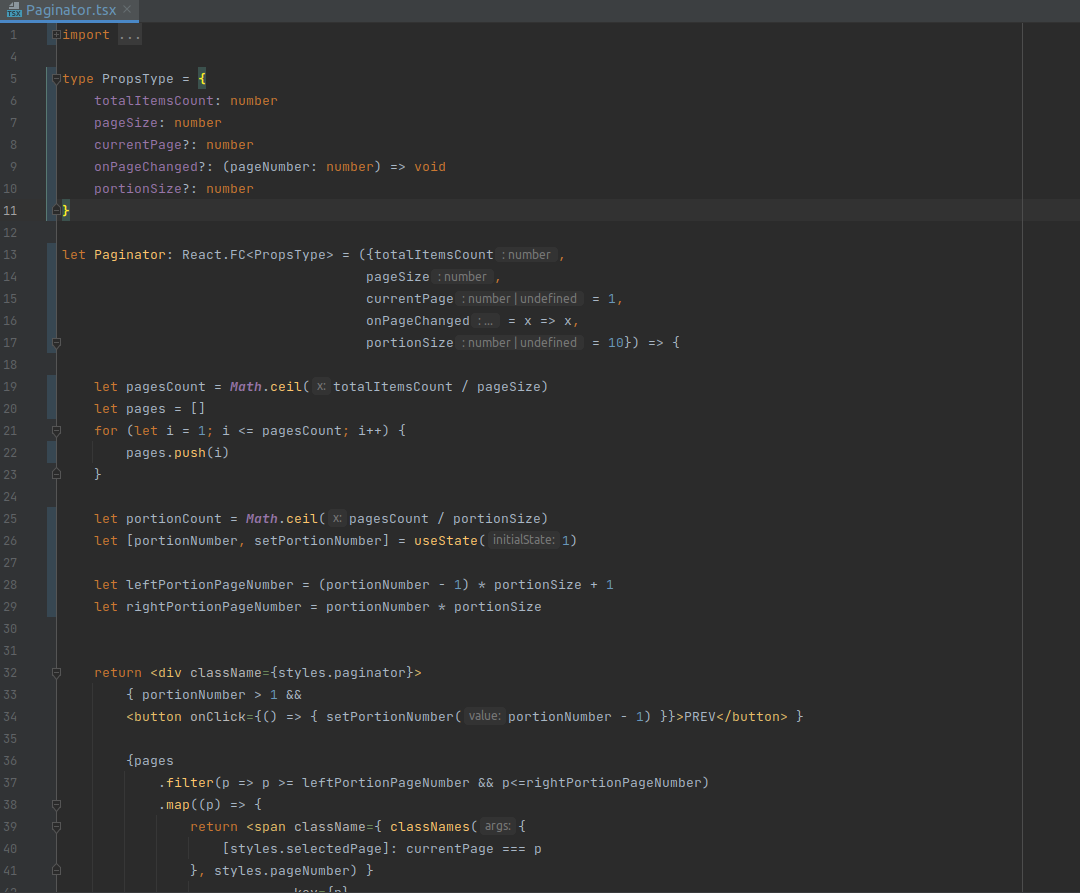 Paginator.tsx ×
1 import ...
4
5 type PropsType = {
6 totalItemsCount: number
7 pageSize: number
8 currentPage?: number
9 onPageChanged?: (pageNumber: number) => void
10 portionSize?: number
11 }
12
13 let Paginator: React.FC<PropsType> = ({totalItemsCount : number ,
14 pageSize : number ,
15 currentPage : number | undefined = 1,
16 onPageChanged : ... = x => x,
17 portionSize : number | undefined = 10}) => {
18
19 let pagesCount = Math.ceil( x: totalItemsCount / pageSize)
20 let pages = []
21 for (let i = 1; i <= pagesCount; i++) {
22 pages.push(i)
23 }
24
25 let portionCount = Math.ceil( x: pagesCount / portionSize)
26 let [portionNumber, setPortionNumber] = useState( initialState: 1)
27
28 let leftPortionPageNumber = (portionNumber - 1) * portionSize + 1
29 let rightPortionPageNumber = portionNumber * portionSize
30
31
32 return <div className={styles.paginator}>
33 { portionNumber > 1 &&
34 <button onClick={() => { setPortionNumber( value: portionNumber - 1) }}>PREV</button> }
35
36 {pages
37 .filter(p => p >= leftPortionPageNumber && p<=rightPortionPageNumber)
38 .map((p) => {
39 return <span className={ classNames( args: {
40 [styles.selectedPage]: currentPage === p
41 }, styles.pageNumber) }
42 key={p}